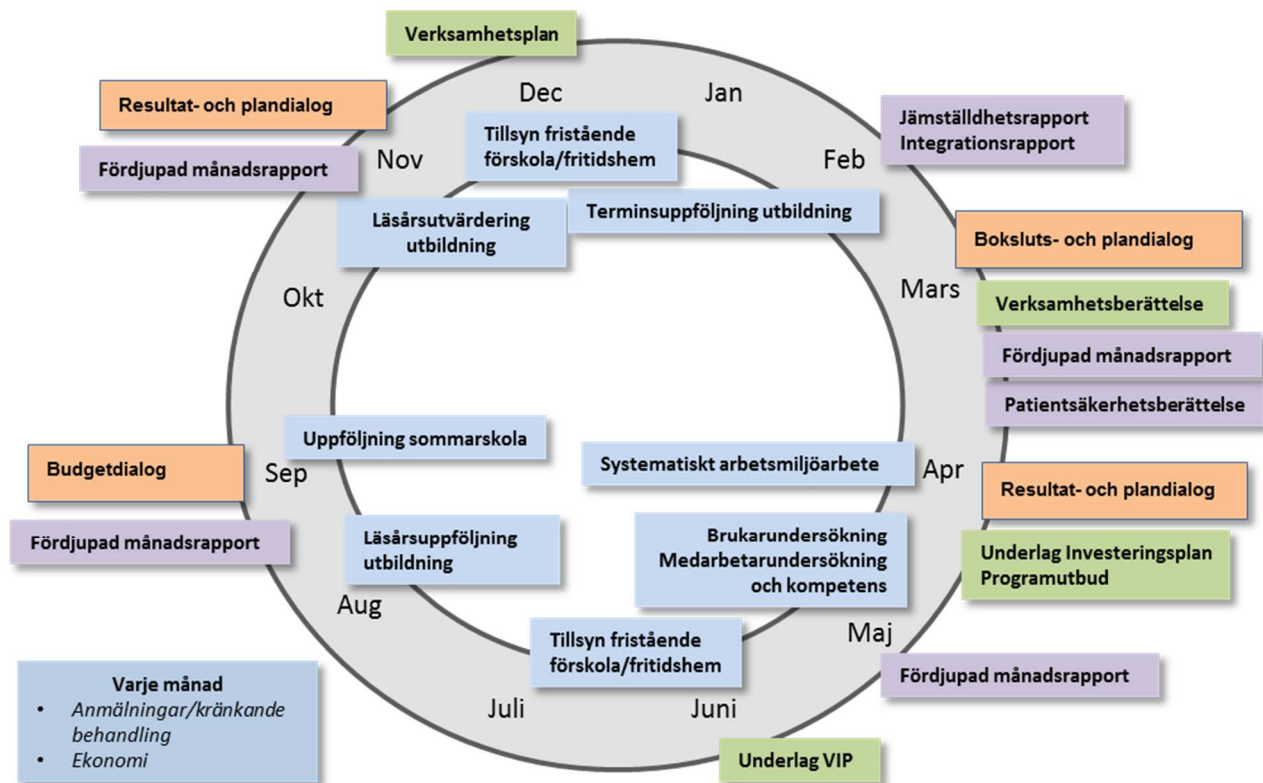 Verksamhetsplan
Dec
Jan
Resultat- och plandialog
Jämställdhetsrapport
Integrationsrapport
Tillsyn fristående
förskola/fritidshem
Nov
Feb
Fördjupad månadsrapport
Läsårsutvärdering
utbildning
Terminsuppföljning utbildning
Boksluts- och plandialog
Okt
Mars
Verksamhetsberättelse
Fördjupad månadsrapport
Patientsäkerhetsberättelse
Uppföljning sommarskola
Budgetdialog
Sep
Systematiskt arbetsmiljöarbete
Apr
Resultat- och plandialog
Fördjupad månadsrapport
Läsårsuppföljning
utbildning
Brukarundersökning
Medarbetarundersökning
och kompetens
Underlag Investeringsplan
Programutbud
Aug
Maj
Tillsyn fristående
förskola/fritidshem
Fördjupad månadsrapport
Varje månad
• Anmälningar/kränkande
behandling
• Ekonomi
Juli
Juni
Underlag VIP